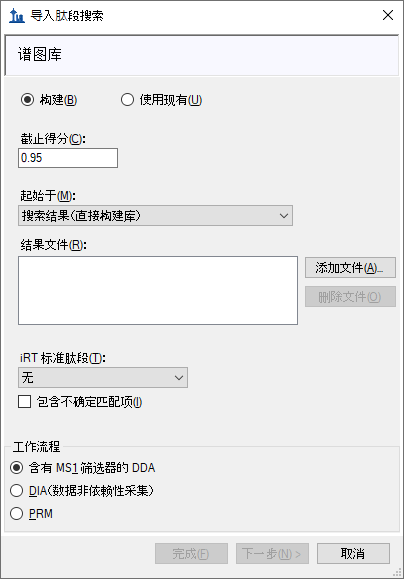 导入肽段搜索
谱图库
构建(B) 使用现有(U)
截止得分(C):
0.95
起始于(M):
搜索结果(直接构建库)
结果文件(R):
添加文件(A)...
删除文件(O)
iRT 标准肽段(T):
无
包含不确定匹配项(I)
工作流程
含有 MS1 筛选器的 DDA
DIA(数据非依赖性采集)
PRM
完成(F) 下一步(N) > 取消